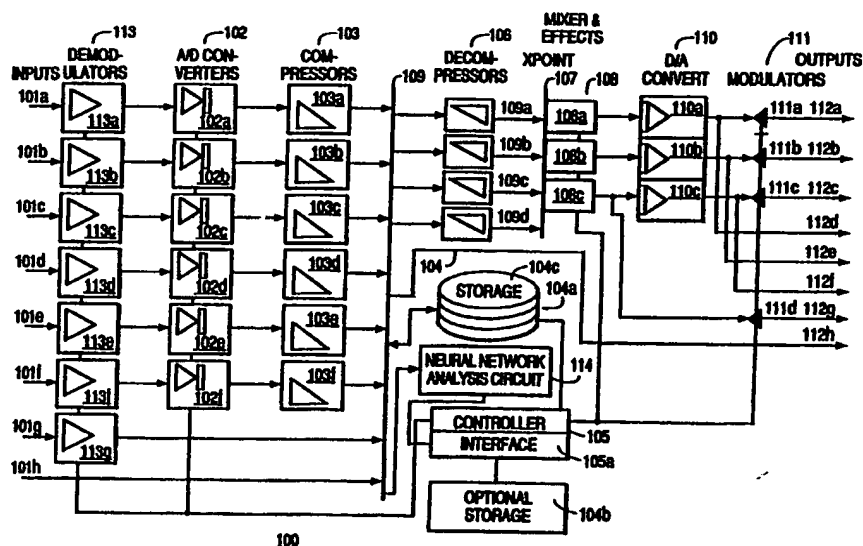 113
DEMOD-
ULATORS
102
A/D CON-
VERTERS
103
COM-
PRESSORS
106
DECOM-
PRESSORS
MIXER &
EFFECTS
XPOINT
107
108
110
D/A
CONVERT
111
MODULATORS
OUTPUTS
INPUTS
109
101a
113a
102a
103a
109a
108a
110a
111a 112a
101b
113b
102b
103b
109b
108b
110b
111b 112b
101c
113c
102c
103c
109c
108c
110c
111c 112c
109d
112d
101d
113d
102d
103d
104
104c
STORAGE
104a
112e
112f
111d 112g
112h
101e
113e
102e
103e
NEURAL NETWORK
ANALYSIS CIRCUIT
114
101f
113f
102f
103f
101g
113g
CONTROLLER
105
INTERFACE
105a
101h
OPTIONAL
STORAGE
104b
100